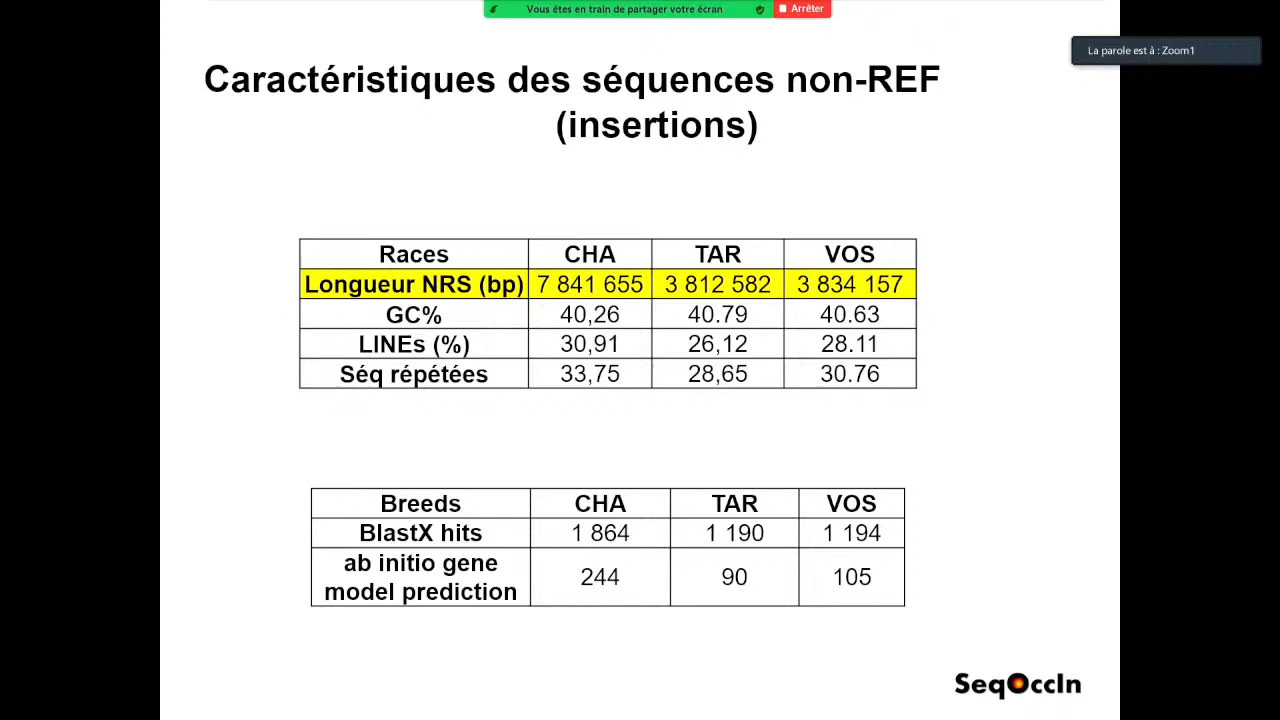 Vous êtes en train de partager votre écran
Arrêter
La parole est à : Zoom1
Caractéristiques des séquences non-REF
(insertions)
Races CHA TAR VOS
Longueur NRS (bp) 7 841 655 3 812 582 3 834 157
GC% 40,26 40.79 40.63
LINEs (%) 30,91 26,12 28.11
Séq répétées 33,75 28,65 30.76
Breeds CHA TAR VOS
BlastX hits 1 864 1 190 1 194
ab initio gene
model prediction 244 90 105
SeqOccIn